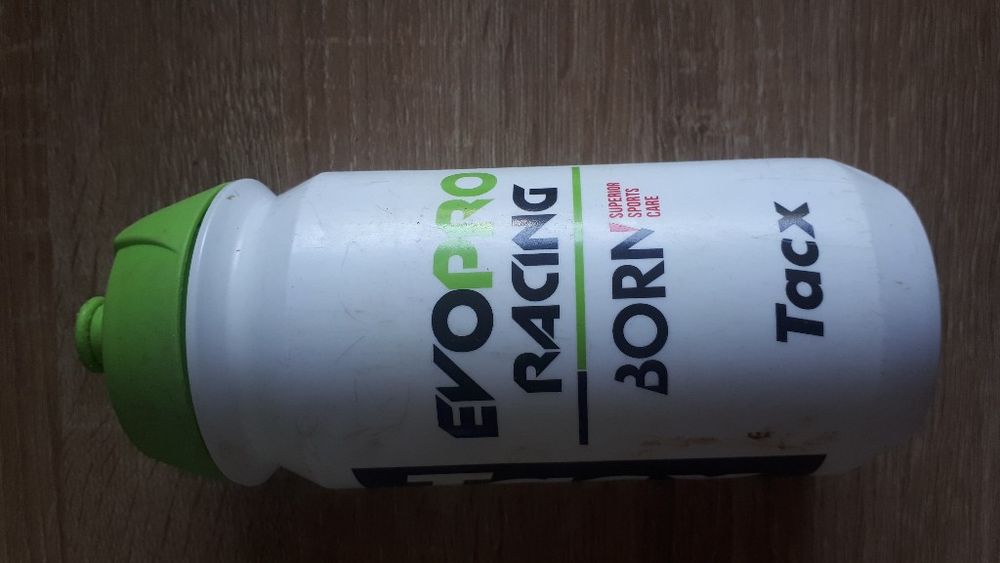 EVOPRO
RACING
BORN SUPERIOR
SPORTS
CARE
Tacx